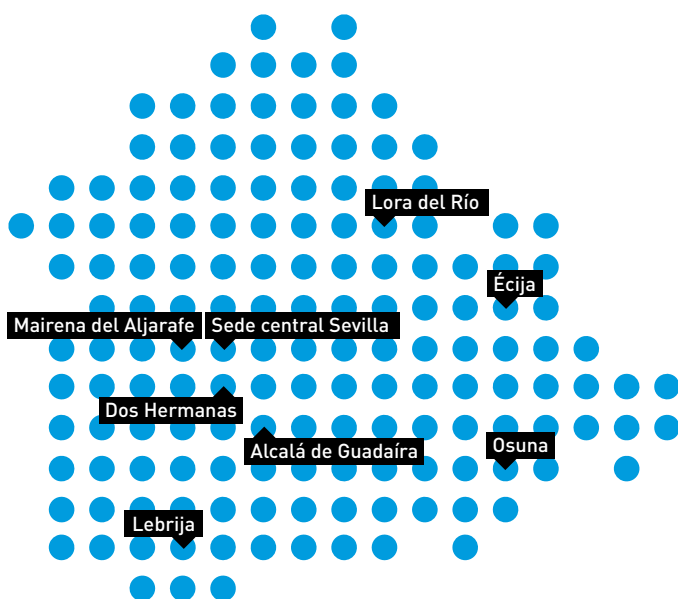 Lora del Río
Écija
Mairena del Aljarafe
Sede central Sevilla
Dos Hermanas
Alcalá de Guadaíra
Osuna
Lebrija